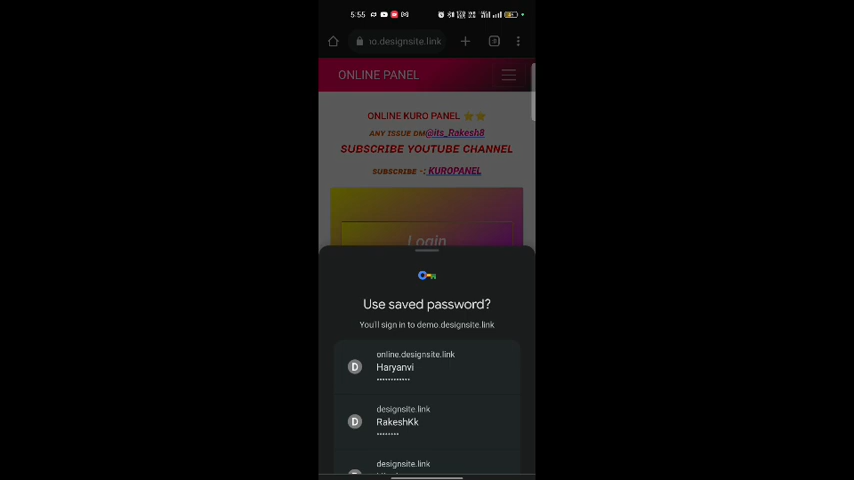 5:55
no.designsite.link
ONLINE PANEL
ONLINE KURO PANEL ⭐⭐
ANY ISSUE DM@its_Rakesh8
SUBSCRIBE YOUTUBE CHANNEL
SUBSCRIBE -: KUROPANEL
Login
Use saved password?
You'll sign in to demo.designsite.link
online.designsite.link
D Haryanvi
••••••••••••
designsite.link
D RakeshKk
••••••••
designsite.link